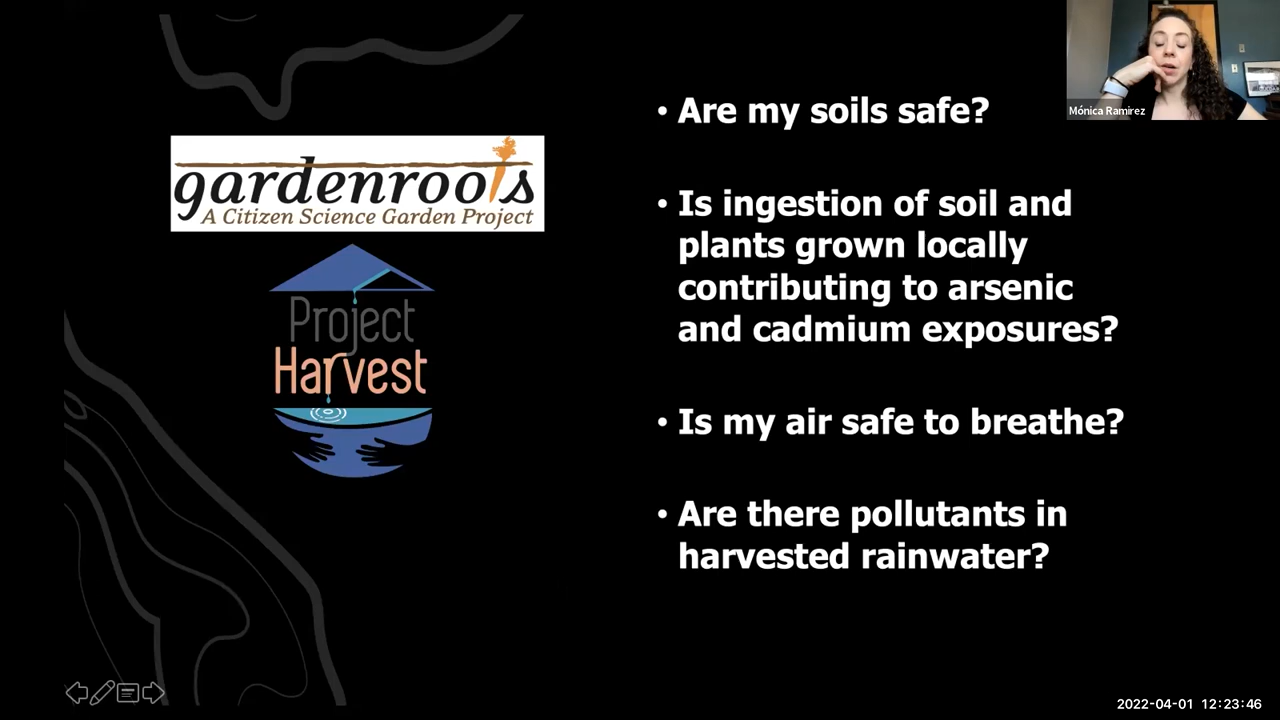 gardenroots
A Citizen Science Garden Project
Project
Harvest
• Are my soils safe?
• Is ingestion of soil and
plants grown locally
contributing to arsenic
and cadmium exposures?
• Is my air safe to breathe?
• Are there pollutants in
harvested rainwater?
Mónica Ramirez
2022-04-01 12:23:46